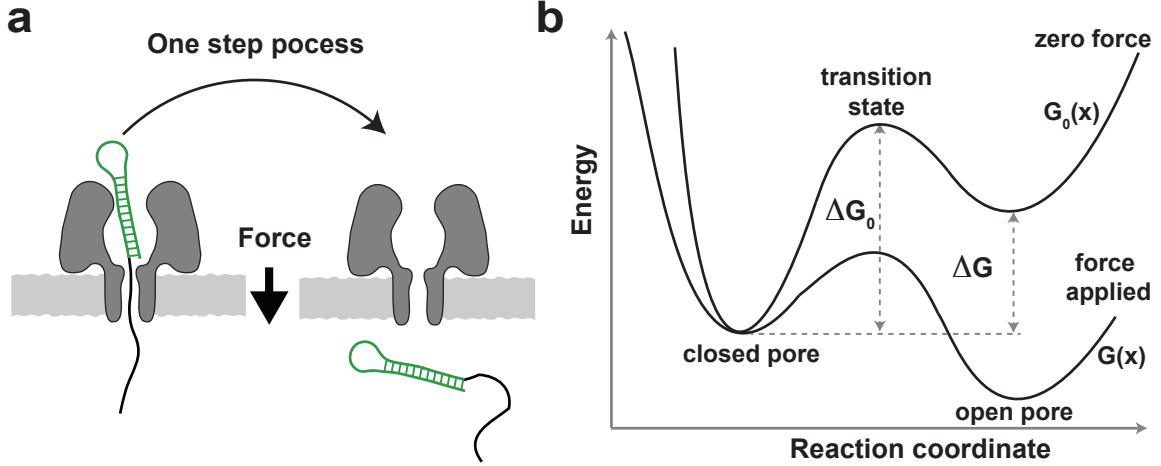 a
One step pocess
Force
b
Energy
zero force
transition
state
G₀(x)
ΔG₀
ΔG
force
applied
closed pore
G(x)
open pore
Reaction coordinate